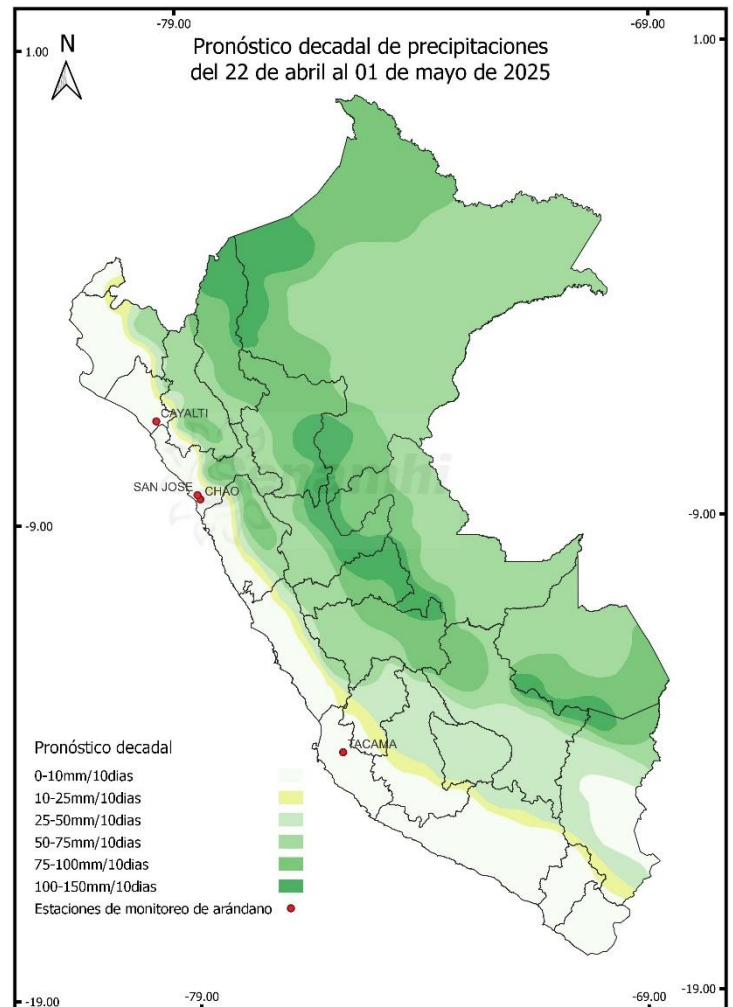 -79.00
-69.00
1.00
N
Pronóstico decadal de precipitaciones
del 22 de abril al 01 de mayo de 2025
1.00
CAYALTI
SAN JOSE
CHAO
senamhi
-9.00
-9.00
TACAMA
Pronóstico decadal
0-10mm/10dias
10-25mm/10dias
25-50mm/10dias
50-75mm/10dias
75-100mm/10dias
100-150mm/10dias
Estaciones de monitoreo de arándano
-19.00
-79.00
-69.00
-19.00